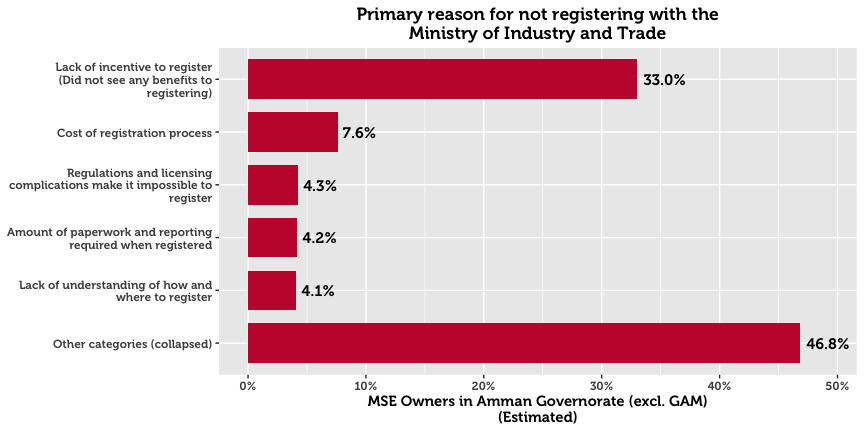 Primary reason for not registering with the
Ministry of Industry and Trade
Lack of incentive to register
(Did not see any benefits to
registering)
33.0%
Cost of registration process
7.6%
Regulations and licensing
complications make it impossible to
register
4.3%
Amount of paperwork and reporting
required when registered
4.2%
Lack of understanding of how and
where to register
4.1%
Other categories (collapsed)
46.8%
0% 10% 20% 30% 40% 50%
MSE Owners in Amman Governorate (excl. GAM)
(Estimated)